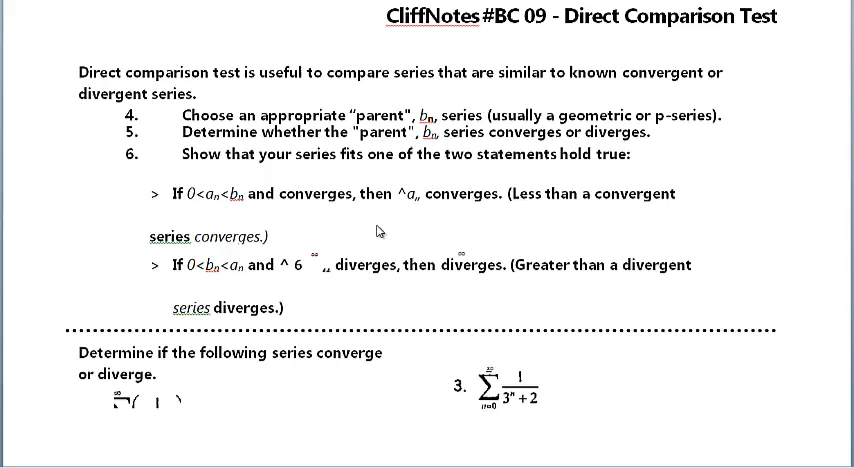 CliffNotes #BC 09 - Direct Comparison Test
Direct comparison test is useful to compare series that are similar to known convergent or
divergent series.
4. Choose an appropriate “parent", bn, series (usually a geometric or p-series).
5. Determine whether the "parent", bn, series converges or diverges.
6. Show that your series fits one of the two statements hold true:
> If 0<an<bn and converges, then ^a,, converges. (Less than a convergent
series converges.)
> If 0<bn<an and ^ 6 ∞ ,, diverges, then diverges. (Greater than a divergent
∞
series diverges.)
Determine if the following series converge
or diverge.
3. ∞ ∑ n=0 1 / 3ⁿ + 2